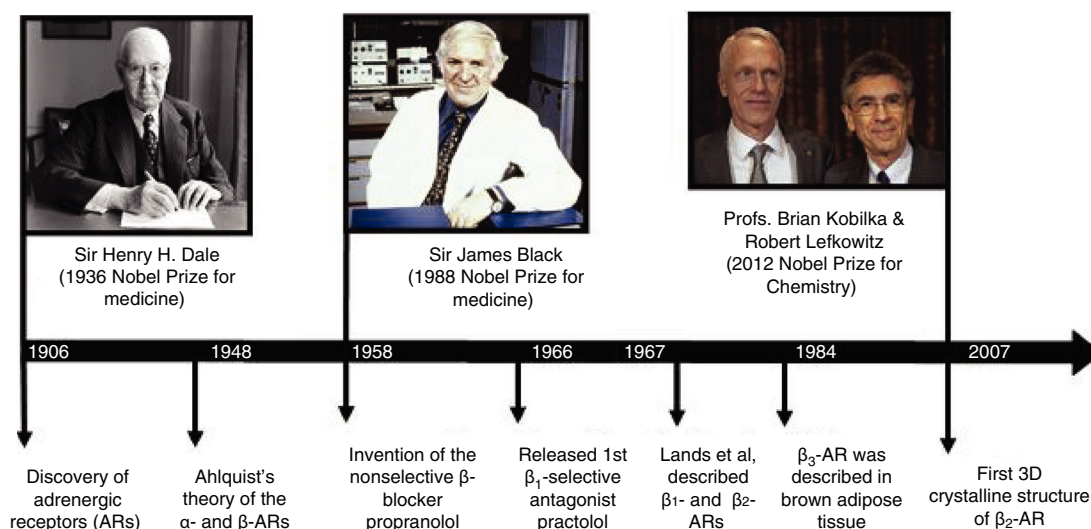 Sir Henry H. Dale
(1936 Nobel Prize for
medicine)
Sir James Black
(1988 Nobel Prize for
medicine)
Profs. Brian Kobilka &
Robert Lefkowitz
(2012 Nobel Prize for
Chemistry)
1906
1948
1958
1966
1967
1984
2007
Discovery of
adrenergic
receptors (ARs)
Ahlquist's
theory of the
α- and β-ARs
Invention of the
nonselective β-
blocker
propranolol
Released 1st
β₁-selective
antagonist
practolol
Lands et al,
described
β1- and β2-
ARs
β₃-AR was
described in
brown adipose
tissue
First 3D
crystalline structure
of β₂-AR